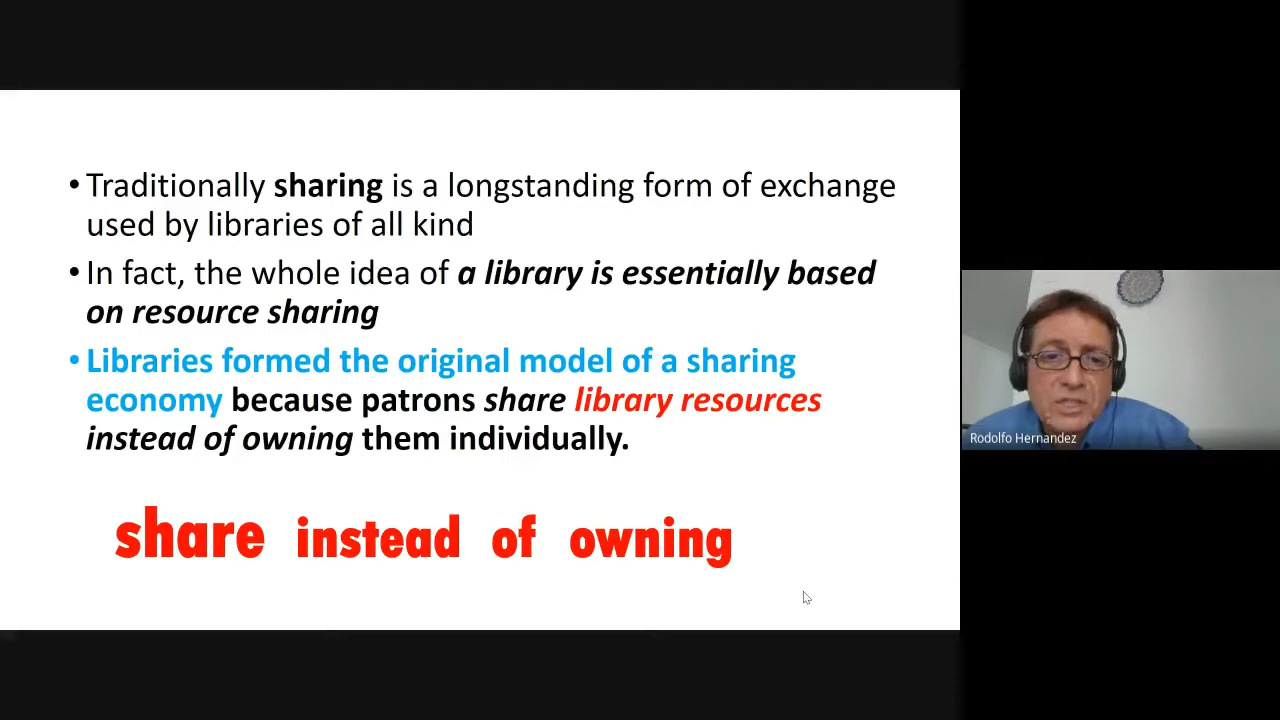 • Traditionally sharing is a longstanding form of exchange
used by libraries of all kind
• In fact, the whole idea of a library is essentially based
on resource sharing
• Libraries formed the original model of a sharing
economy because patrons share library resources
instead of owning them individually.
share instead of owning
Rodolfo Hernandez